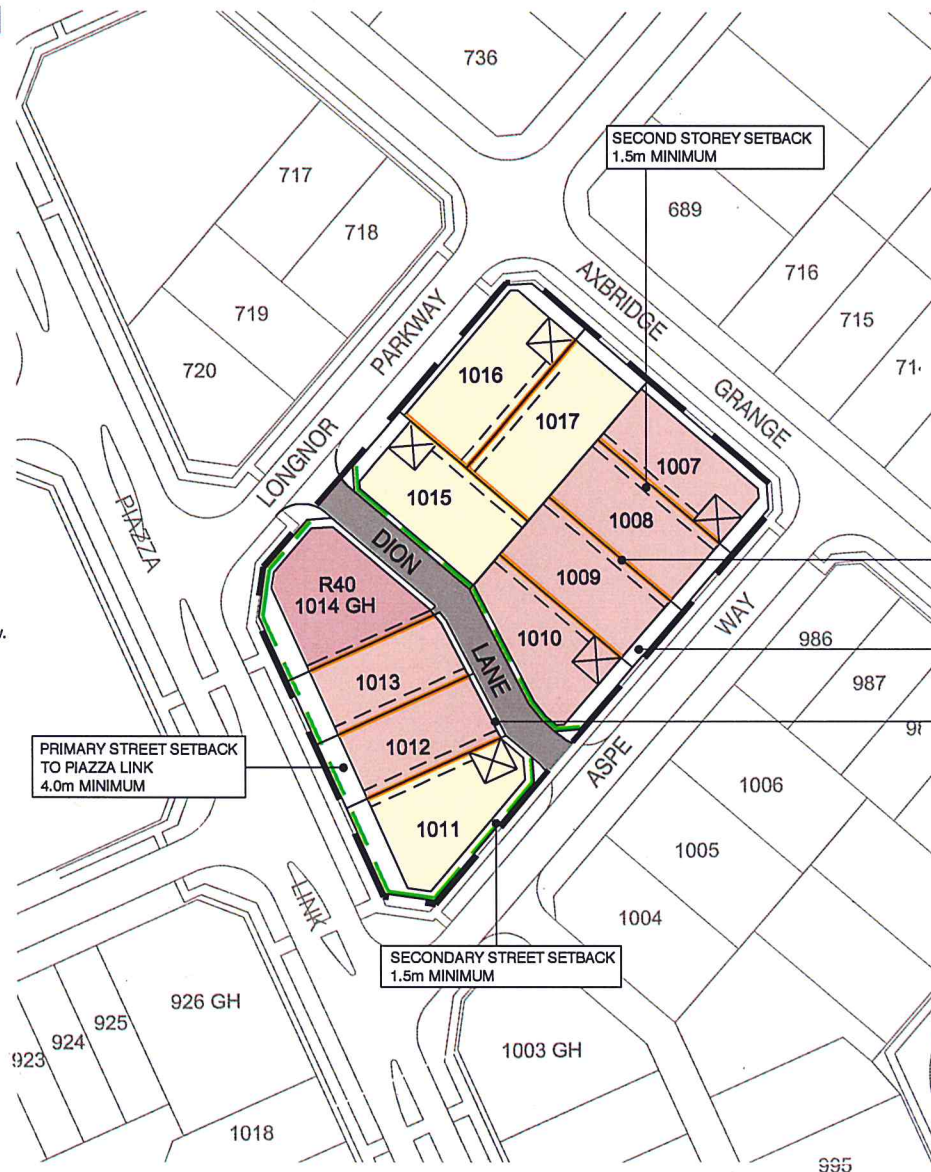 736
SECOND STOREY SETBACK
1.5m MINIMUM
717
689
718
AXBRIDGE
716
719
715
PARKWAY
720
1016
GRANGE
1017
LONGNOR
1007
1015
1008
PIAZZA
DION
1009
R40
1014 GH
1010
WAY
986
LANE
1013
987
PRIMARY STREET SETBACK
TO PIAZZA LINK
4.0m MINIMUM
1012
ASPE
1006
1011
1005
LINK
1004
SECONDARY STREET SETBACK
1.5m MINIMUM
926 GH
925
924
923
1003 GH
1018
995